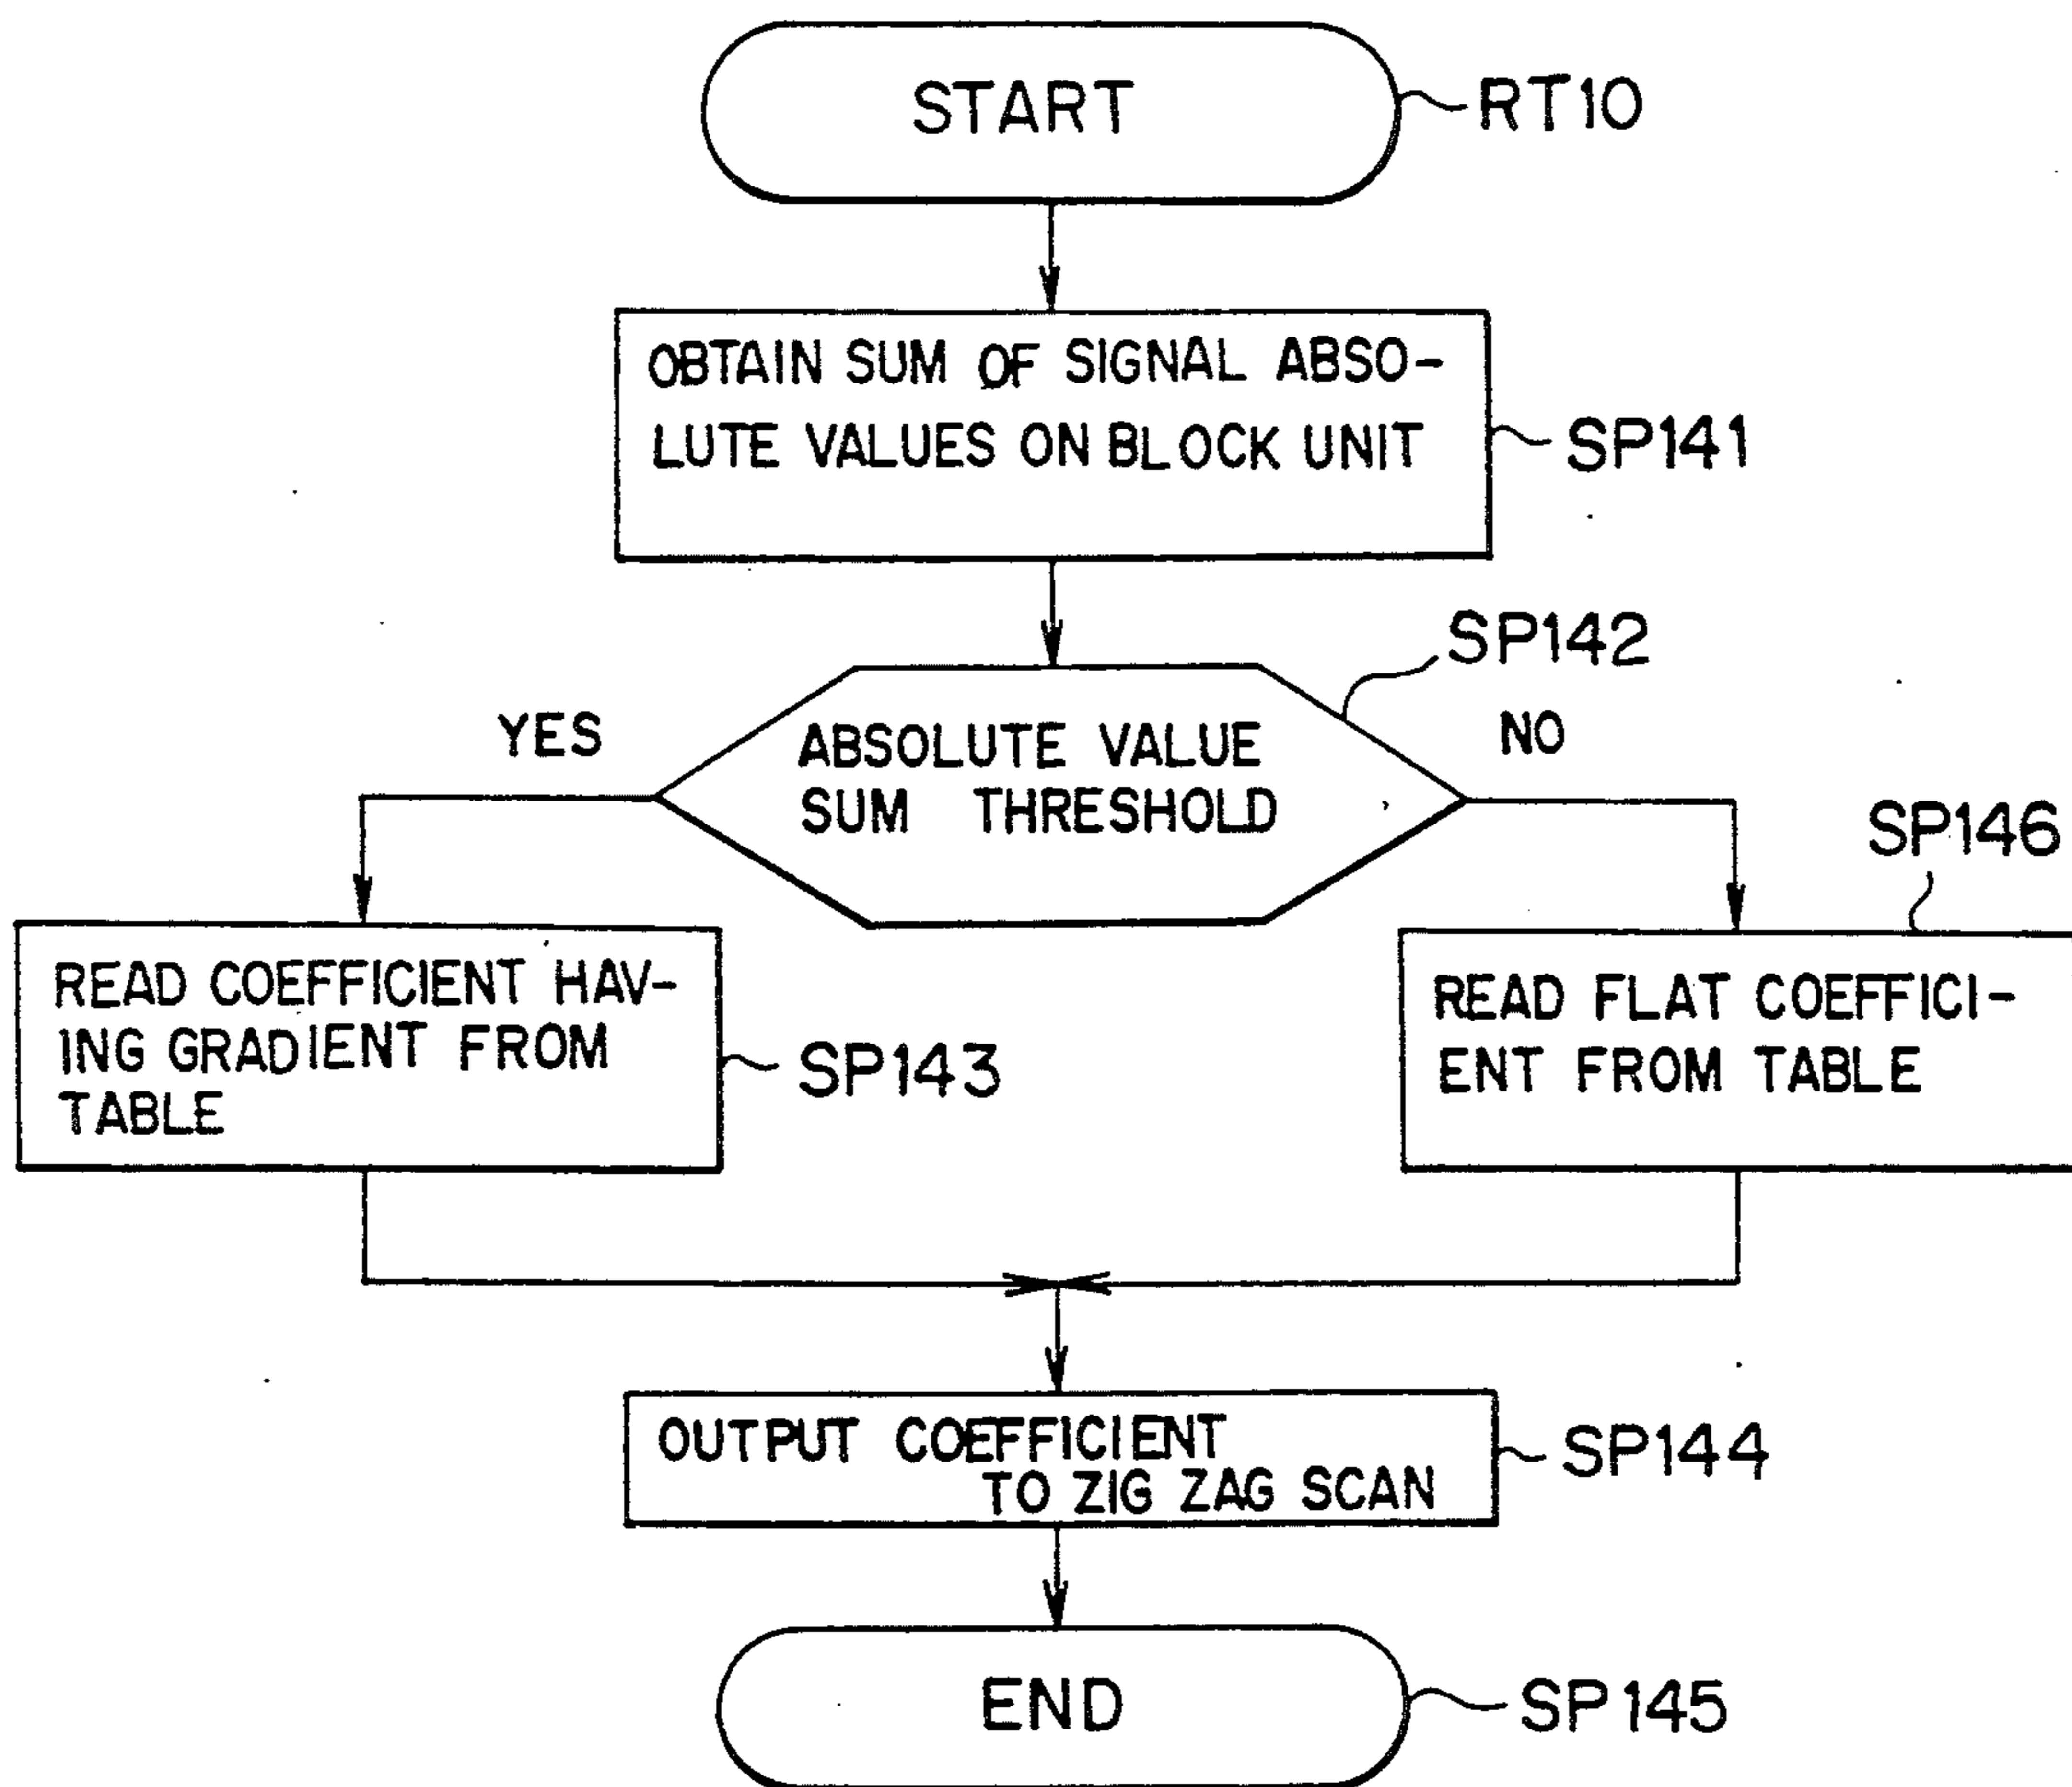 START
RT10
OBTAIN SUM OF SIGNAL ABSO-
LUTE VALUES ON BLOCK UNIT
SP141
SP142
YES
ABSOLUTE VALUE
SUM THRESHOLD
NO
SP146
READ COEFFICIENT HAV-
ING GRADIENT FROM
TABLE
SP143
READ FLAT COEFFICI-
ENT FROM TABLE
OUTPUT COEFFICIENT
TO ZIG ZAG SCAN
SP144
END
SP145